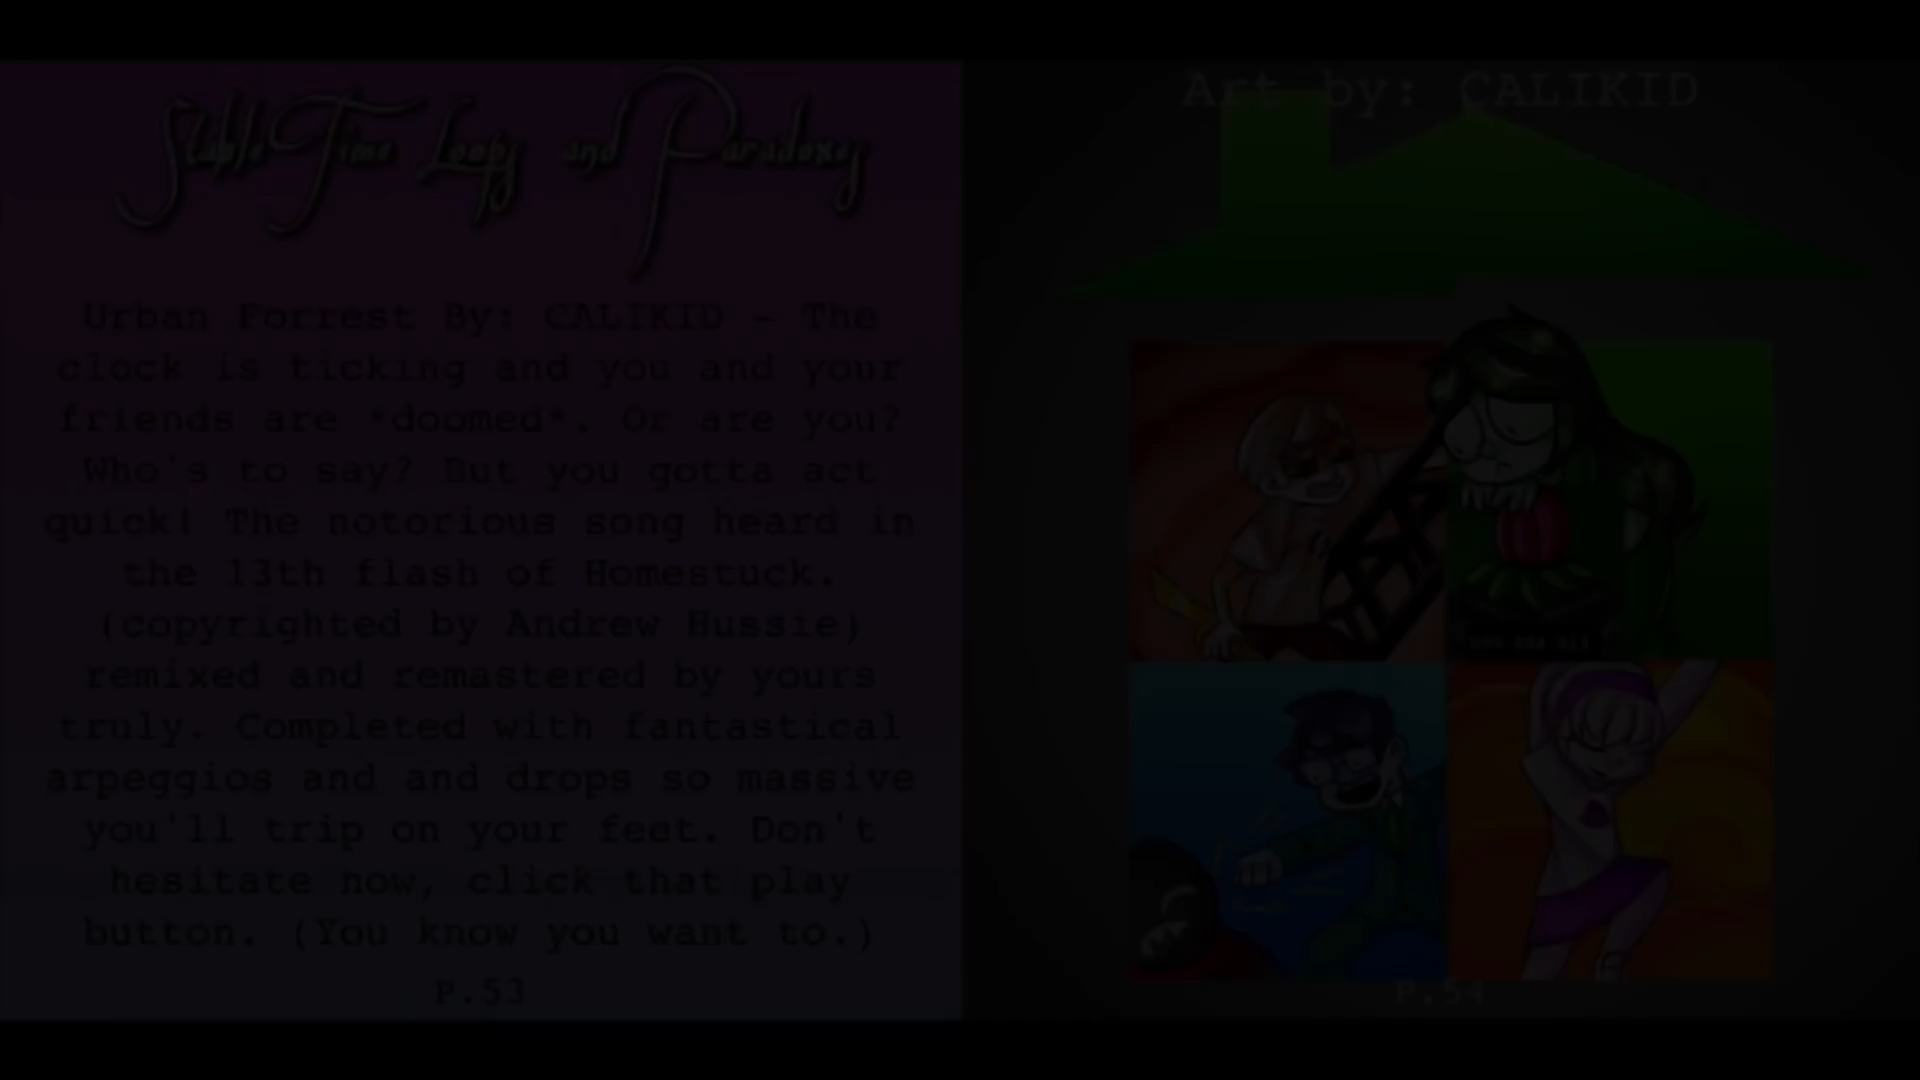 Stable Time Loops and Paradoxes
Urban Forrest By: CALIKID - The
clock is ticking and you and your
friends are *doomed*. Or are you?
Who's to say? But you gotta act
quick! The notorious song heard in
the 13th flash of Homestuck.
(copyrighted by Andrew Hussie)
remixed and remastered by yours
truly. Completed with fantastical
arpeggios and and drops so massive
you'll trip on your feet. Don't
hesitate now, click that play
button. (You know you want to.)
P.53
Art by: CALIKID
P.54